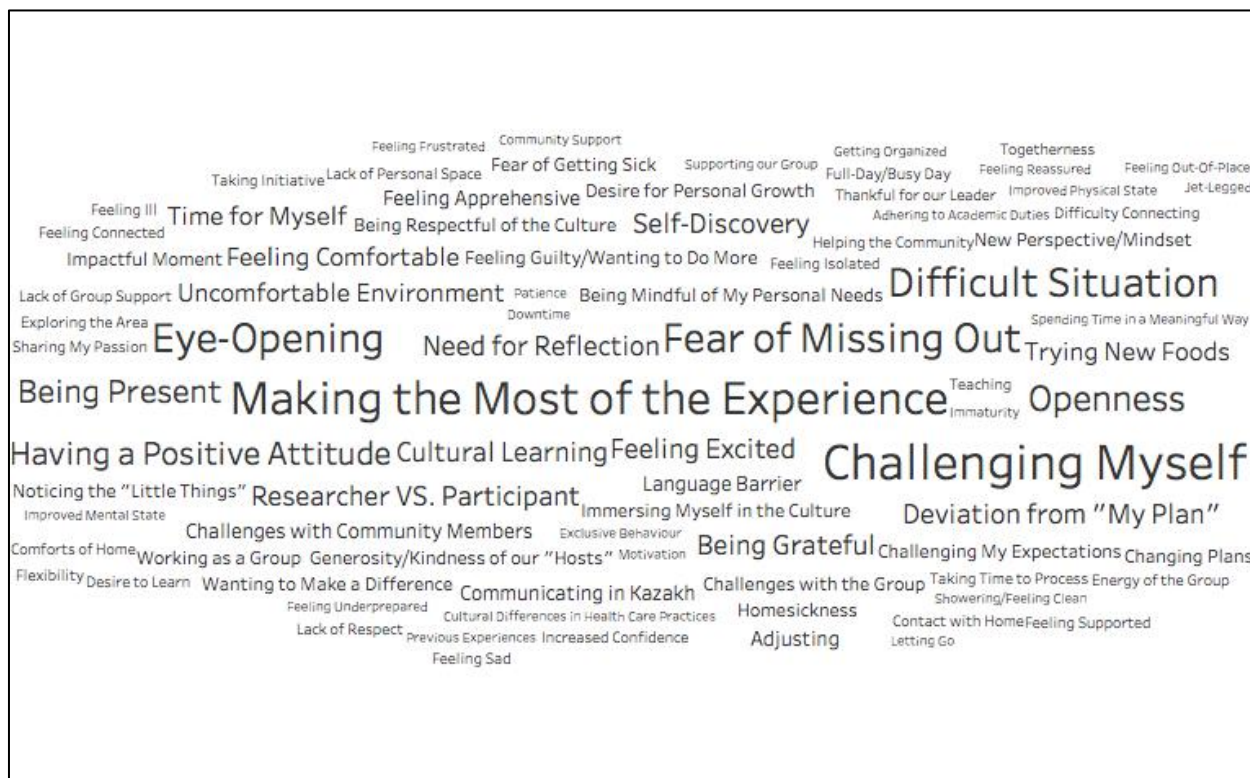 Feeling Frustrated Community Support
Getting Organized Togetherness
Taking Initiative Lack of Personal Space Fear of Getting Sick Supporting our Group Full-Day/Busy Day Feeling Reassured Feeling Out-Of-Place
Feeling Apprehensive Desire for Personal Growth Thankful for our Leader Improved Physical State Jet-Legged
Feeling Ill Time for Myself Being Respectful of the Culture Self-Discovery Adhering to Academic Duties Difficulty Connecting
Feeling Connected Helping the Community New Perspective/Mindset
Impactful Moment Feeling Comfortable Feeling Guilty/Wanting to Do More Feeling Isolated
Lack of Group Support Uncomfortable Environment Patience Being Mindful of My Personal Needs Difficult Situation
Downtime
Exploring the Area Spending Time in a Meaningful Way
Sharing My Passion Eye-Opening Need for Reflection Fear of Missing Out Trying New Foods
Being Present Making the Most of the Experience Teaching Openness
Immaturity
Having a Positive Attitude Cultural Learning Feeling Excited Challenging Myself
Noticing the "Little Things" Researcher VS. Participant Language Barrier
Improved Mental State Immersing Myself in the Culture Deviation from "My Plan"
Challenges with Community Members Exclusive Behaviour
Comforts of Home Working as a Group Generosity/Kindness of our "Hosts" Motivation Being Grateful Challenging My Expectations Changing Plans
Flexibility Desire to Learn Wanting to Make a Difference Communicating in Kazakh Challenges with the Group Taking Time to Process Energy of the Group
Showering/Feeling Clean
Feeling Underprepared Cultural Differences in Health Care Practices Homesickness
Lack of Respect Previous Experiences Increased Confidence Adjusting Contact with Home Feeling Supported
Letting Go
Feeling Sad